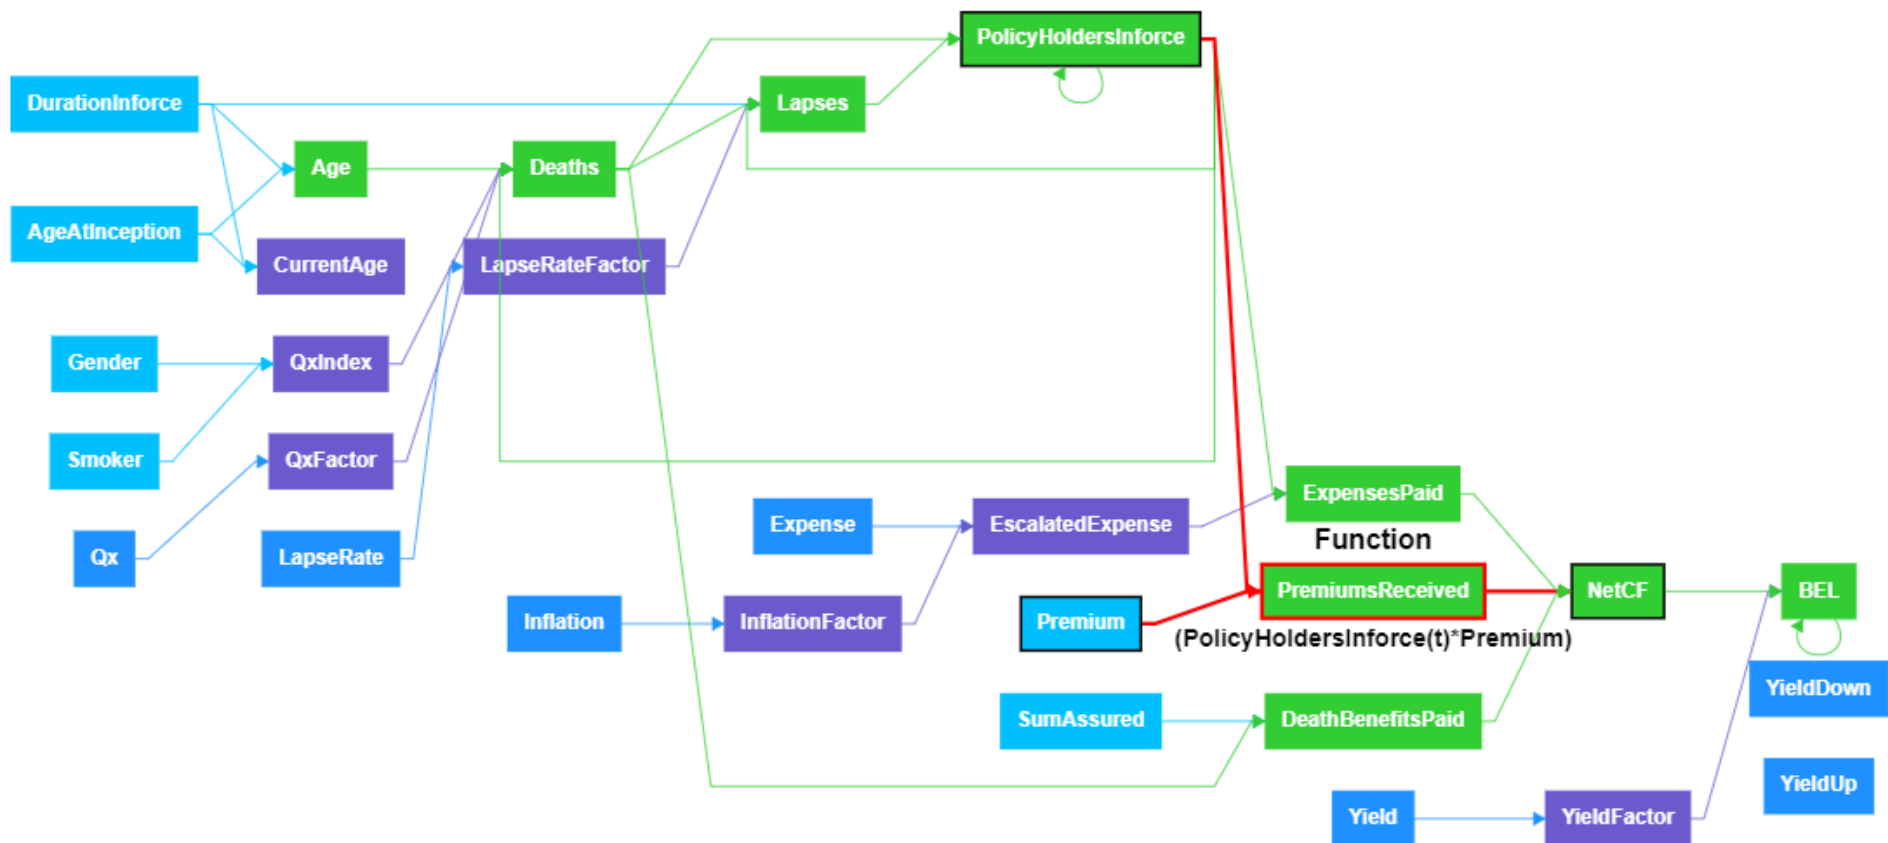 PolicyHoldersInforce
DurationInforce
Lapses
Age
Deaths
AgeAtInception
CurrentAge
LapseRateFactor
Gender
QxIndex
Smoker
QxFactor
ExpensesPaid
Expense
EscalatedExpense
Function
Qx
LapseRate
PremiumsReceived
NetCF
BEL
Inflation
InflationFactor
Premium
(PolicyHoldersInforce(t)*Premium)
YieldDown
SumAssured
DeathBenefitsPaid
YieldUp
Yield
YieldFactor